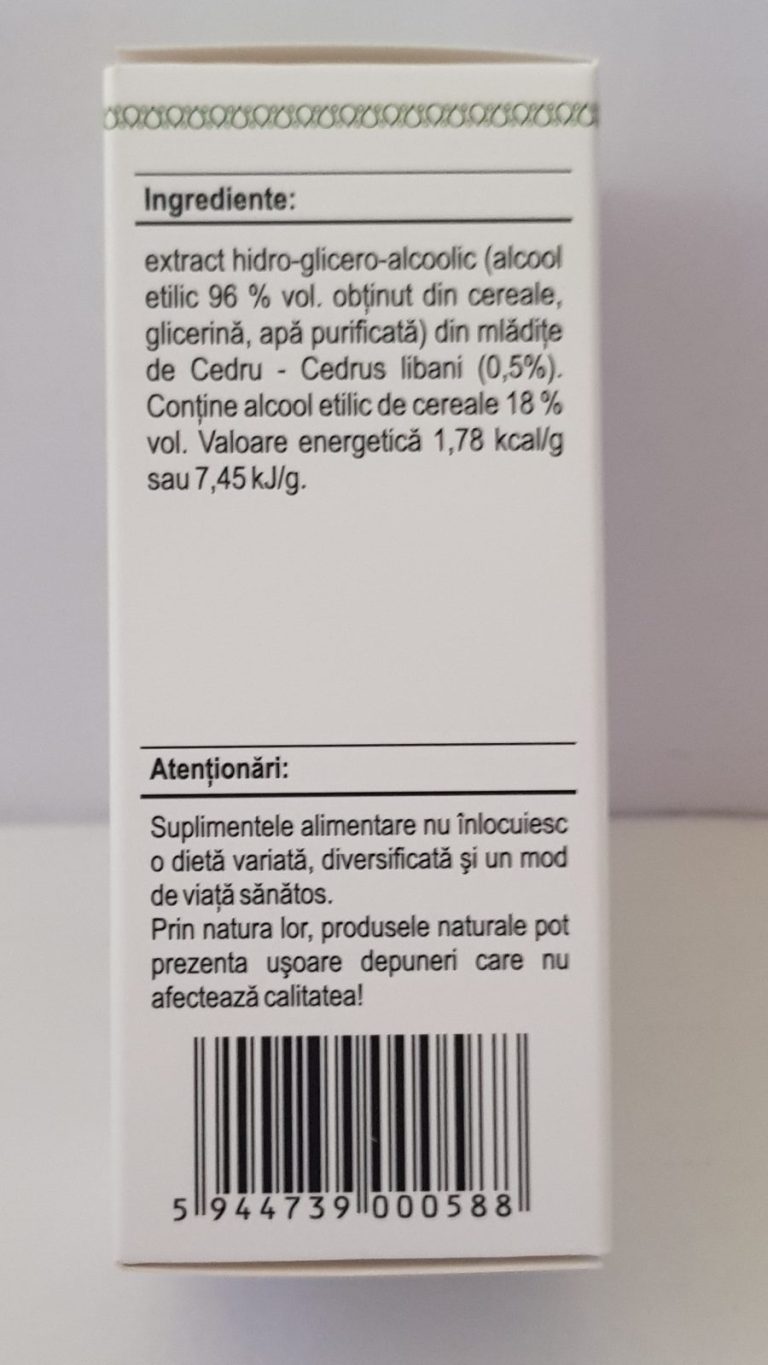 Ingrediente:
extract hidro-glicero-alcoolic (alcool
etilic 96 % vol. obținut din cereale,
glicerină, apă purificată) din mlădițe
de Cedru - Cedrus libani (0,5%).
Conține alcool etilic de cereale 18 %
vol. Valoare energetică 1,78 kcal/g
sau 7,45 kJ/g.
Atenționări:
Suplimentele alimentare nu înlocuiesc
o dietă variată, diversificată şi un mod
de viață sănătos.
Prin natura lor, produsele naturale pot
prezenta uşoare depuneri care nu
afectează calitatea!
5 944739 000588